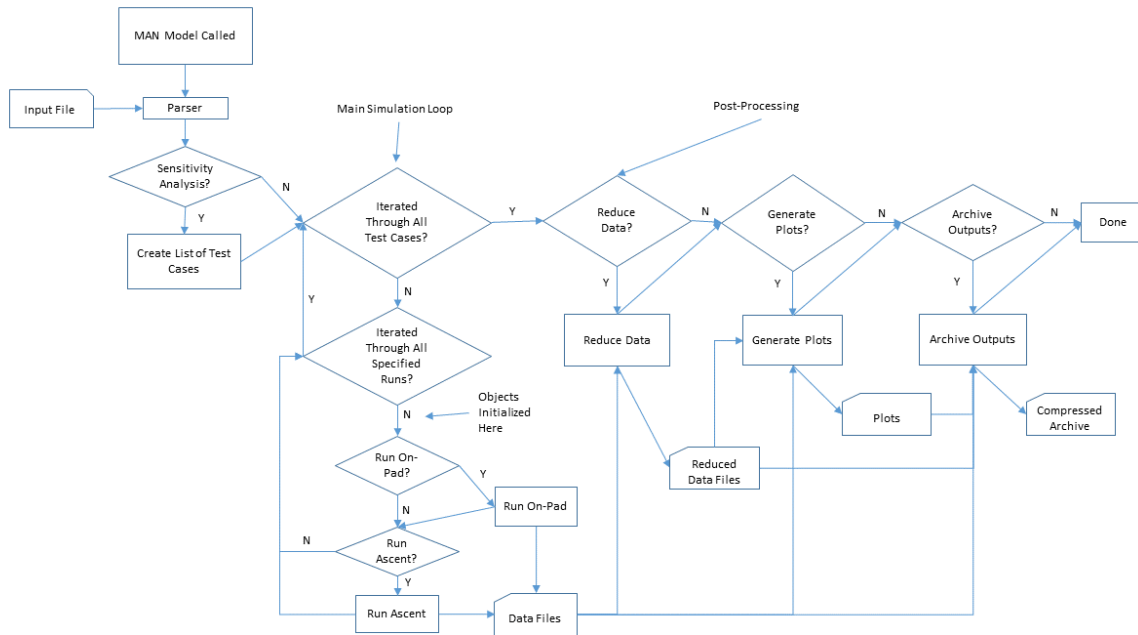 MAN Model Called
Input File
Parser
Main Simulation Loop
Post-Processing
Sensitivity
Analysis?
N
Y
Create List of Test
Cases
Iterated
Through All
Test Cases?
Y
N
Reduce
Data?
N
Y
Generate
Plots?
N
Y
Archive
Outputs?
N
Y
Done
Y
Iterated
Through All
Specified
Runs?
N
Objects
Initialized
Here
Reduce Data
Generate Plots
Archive Outputs
Plots
Compressed
Archive
Reduced
Data Files
Run On-
Pad?
Y
N
Run On-Pad
Run
Ascent?
N
Y
Run Ascent
Data Files